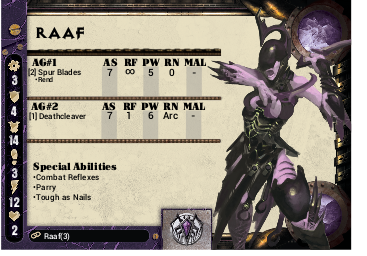 RAAF
AG#1 AS RF PW RN MAL
[2] Spur Blades 7 ∞ 5 0 -
•Rend
AG#2 AS RF PW RN MAL
[1] Deathcleaver 7 1 6 Arc -
Special Abilities
•Combat Reflexes
•Parry
•Tough as Nails
3
4
14
3
12
2
Raaf(3)